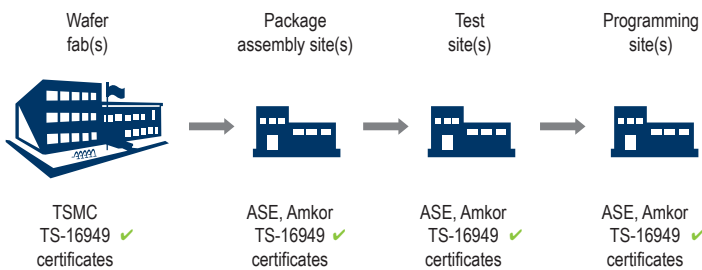 Wafer
fab(s)
Package
assembly site(s)
Test
site(s)
Programming
site(s)
TSMC
TS-16949 ✔
certificates
ASE, Amkor
TS-16949 ✔
certificates
ASE, Amkor
TS-16949 ✔
certificates
ASE, Amkor
TS-16949 ✔
certificates